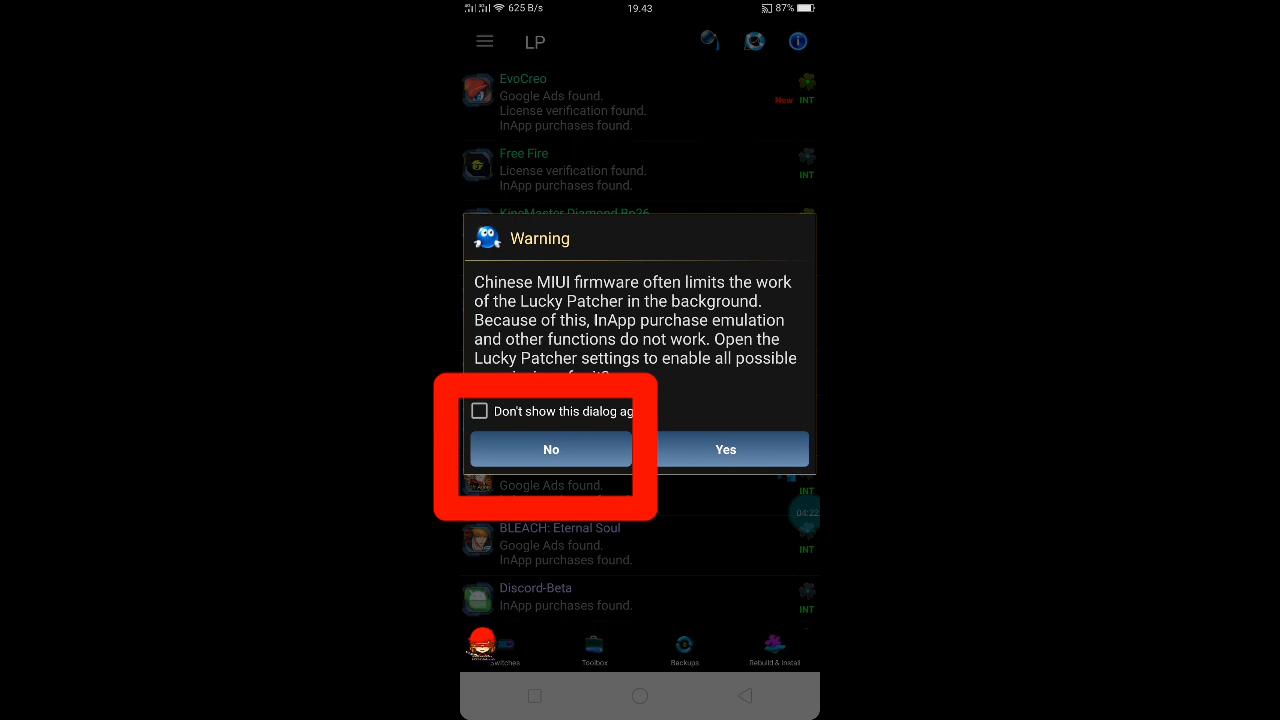 625 B/s
19.43
87%
LP
EvoCreo
Google Ads found.
License verification found.
InApp purchases found.
New INT
Free Fire
License verification found.
InApp purchases found.
INT
KineMaster Diamond
Warning
Chinese MIUI firmware often limits the work
of the Lucky Patcher in the background.
Because of this, InApp purchase emulation
and other functions do not work. Open the
Lucky Patcher settings to enable all possible
Don't show this dialog ag
No
Yes
Google Ads found.
INT
04:22
BLEACH: Eternal Soul
Google Ads found.
InApp purchases found.
INT
Discord-Beta
InApp purchases found.
INT
Switches
Toolbox
Backups
Rebuild & Install